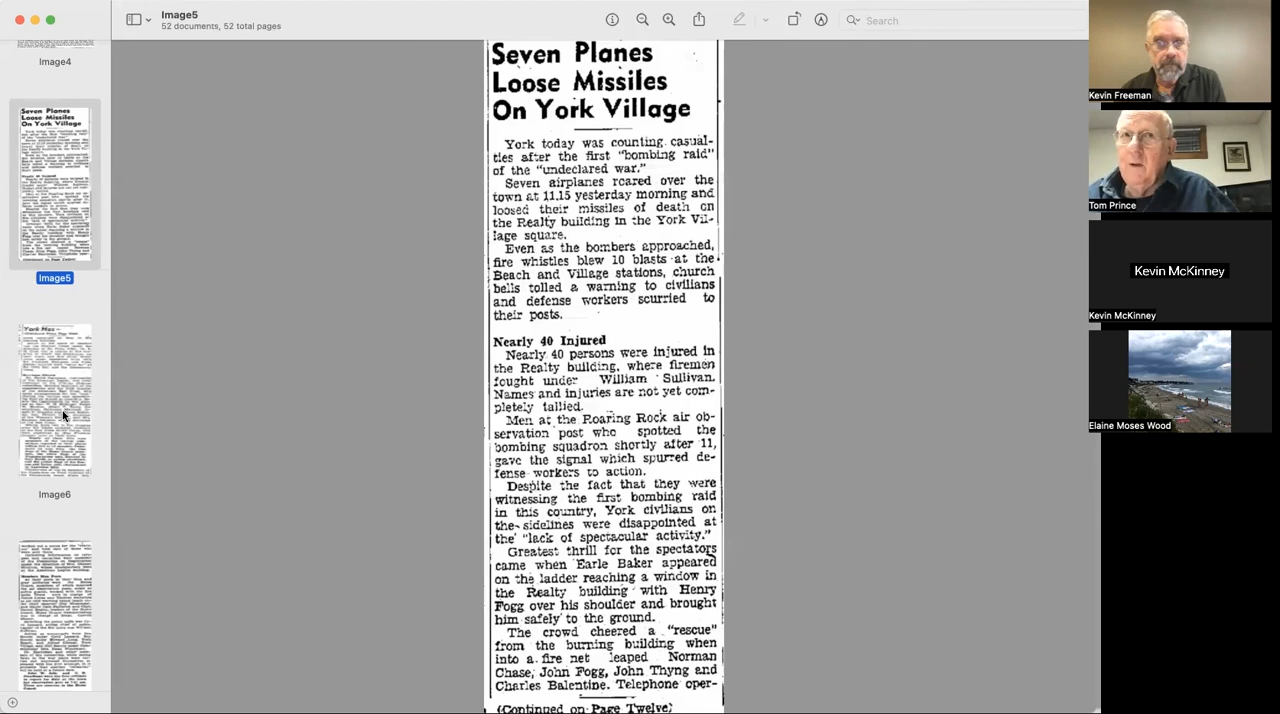 Image5
52 documents, 52 total pages
Search
Image4
Seven Planes
Loose Missiles
On York Village
Image5
Image6
Seven Planes
Loose Missiles
On York Village
York today was counting casual-
ties after the first "bombing raid"
of the "undeclared war."
Seven airplanes roared over the
town at 11.15 yesterday morning and
loosed their missiles of death on
the Realty building in the York Vil-
lage square.
Even as the bombers approached,
fire whistles blew 10 blasts at the
Beach and Village stations, church
bells tolled a warning to civilians
and defense workers scurried to
their posts.
Nearly 40 Injured
Nearly 40 persons were injured in
the Realty building, where firemen
fought under William Sullivan.
Names and injuries are not yet com-
pletely tallied.
Men at the Roaring Rock air ob-
servation post who spotted the
bombing squadron shortly after 11,
gave the signal which spurred de-
fense workers to action.
Despite the fact that they were
witnessing the first bombing raid
in this country, York civilians on
the sidelines were disappointed at
the "lack of spectacular activity."
Greatest thrill for the spectators
came when Earle Baker appeared
on the ladder reaching a window in
the Realty building with Henry
Fogg over his shoulder and brought
him safely to the ground.
The crowd cheered a "rescue"
from the burning building when
into a fire net leaped Norman
Chase, John Fogg, John Thyng and
Charles Balentine. Telephone oper-
(Continued on Page Twelve)
Kevin Freeman
Tom Prince
Kevin McKinney
Kevin McKinney
Elaine Moses Wood